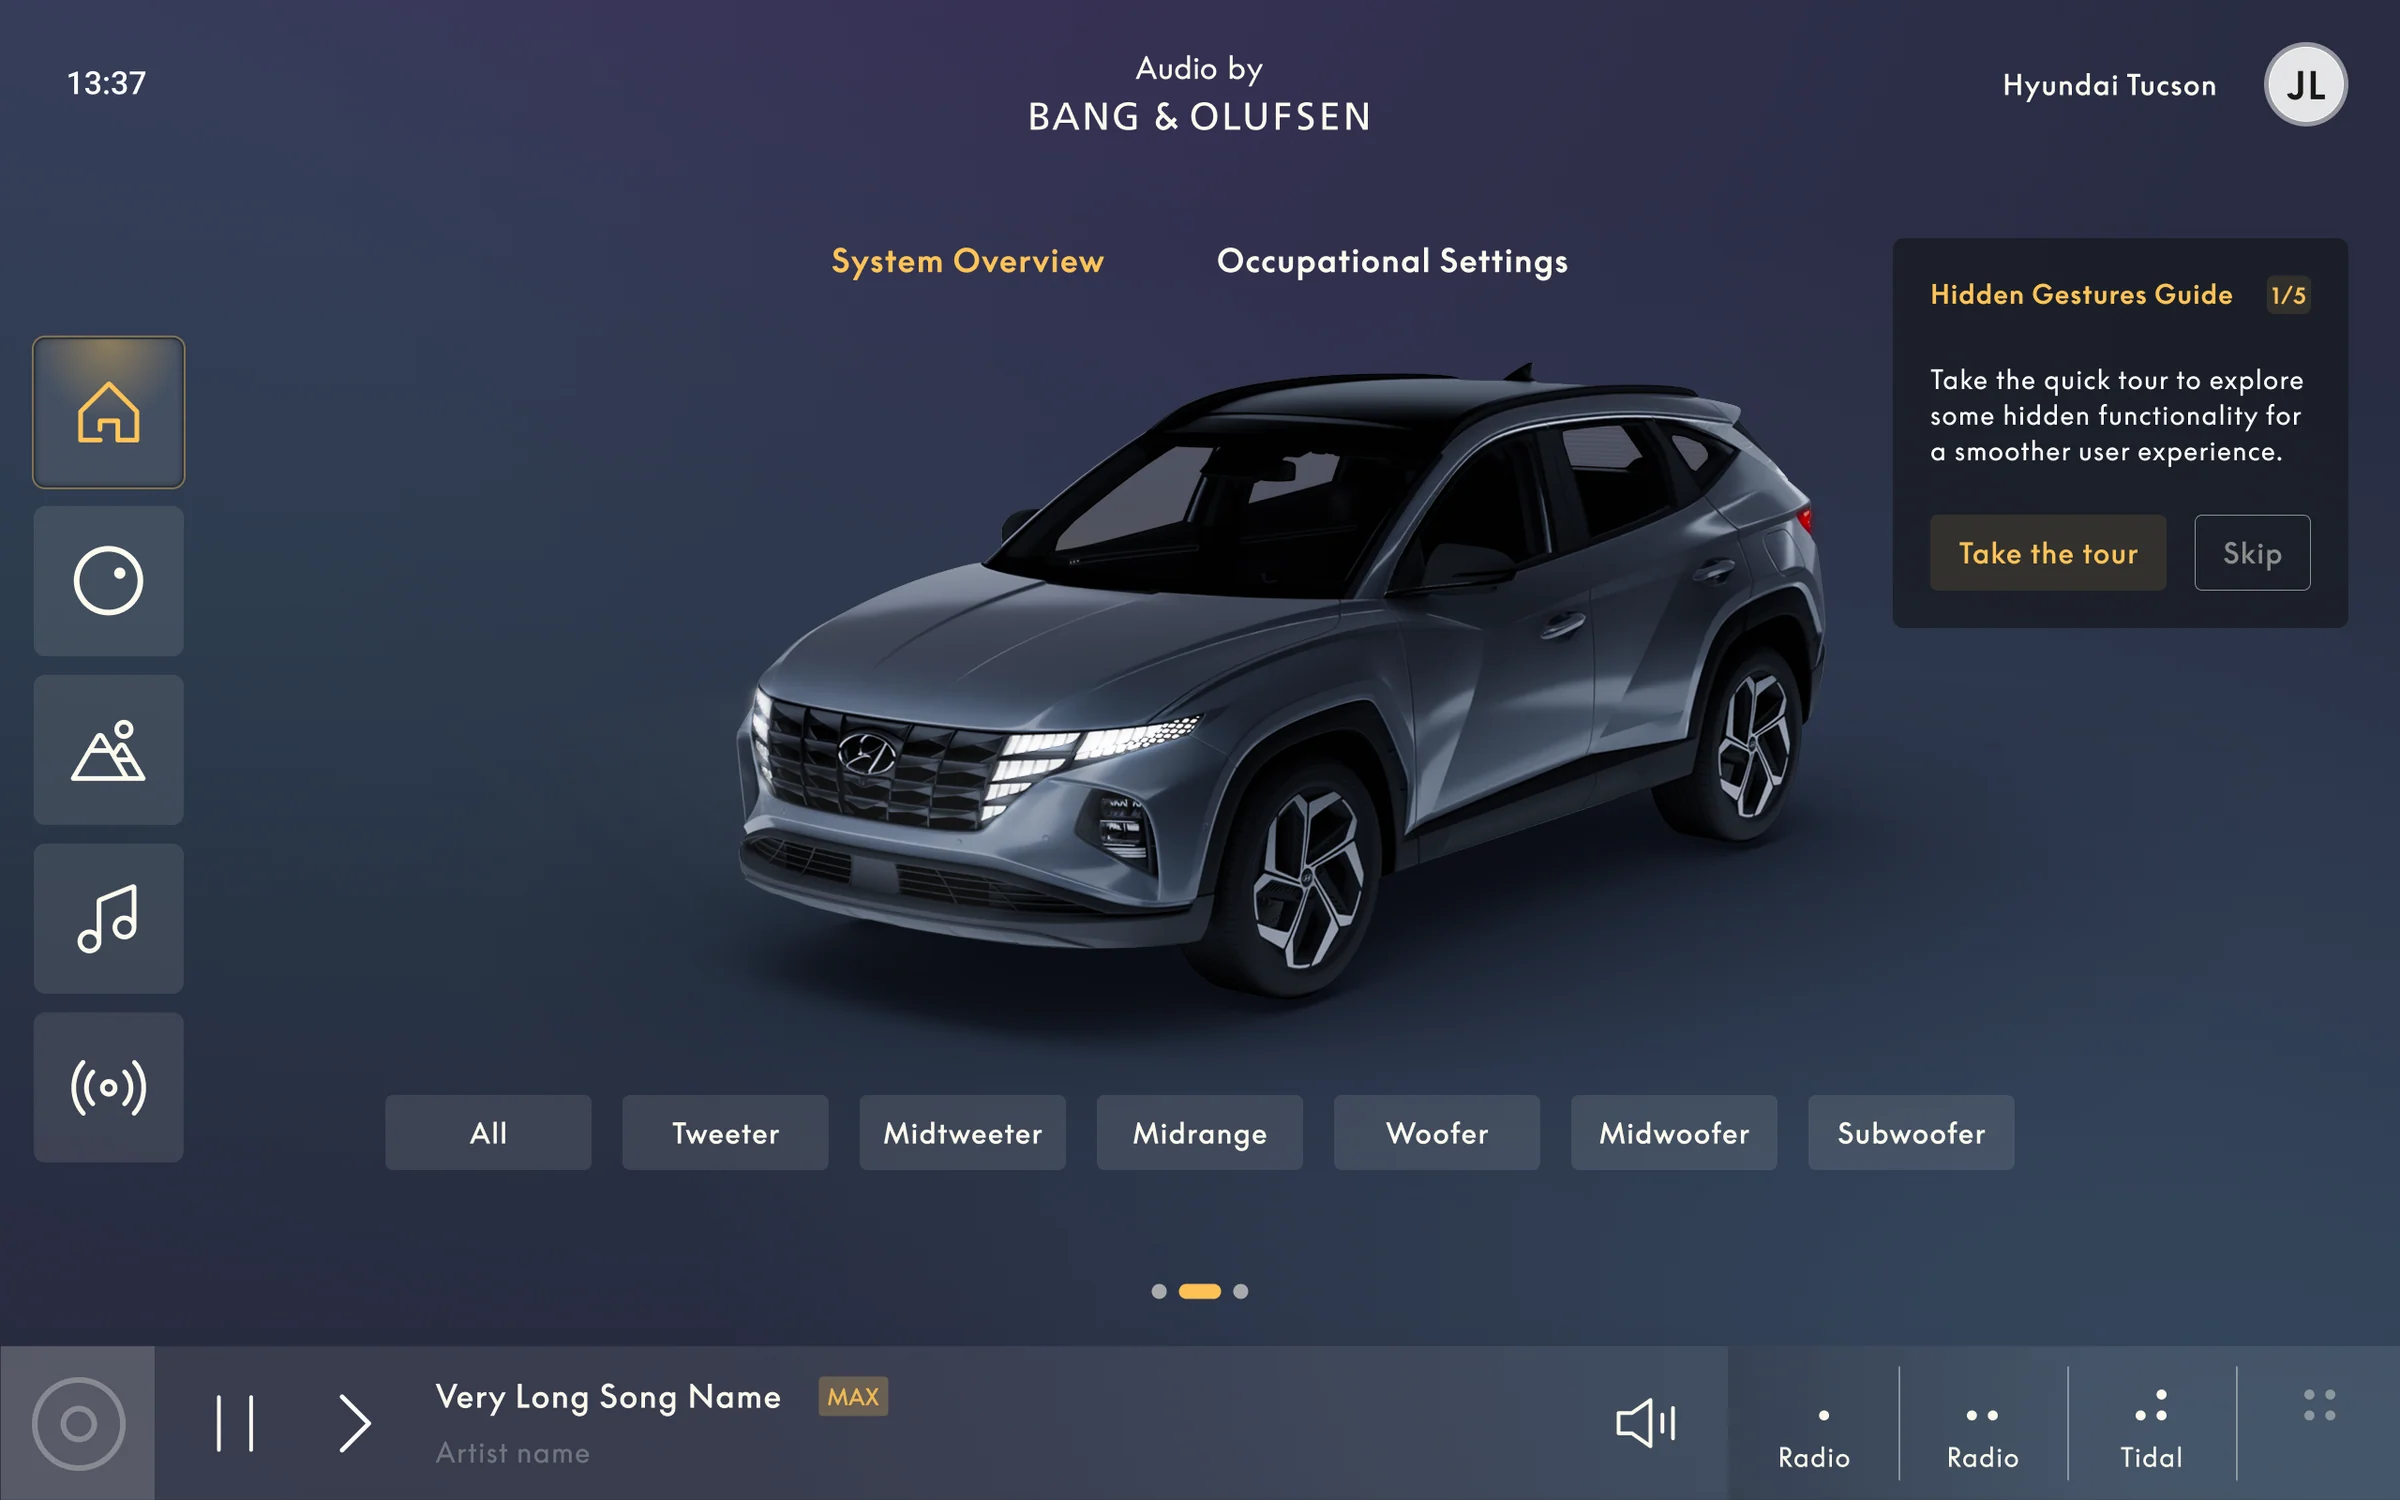 13:37
Audio by
BANG & OLUFSEN
Hyundai Tucson
JL
System Overview
Occupational Settings
Hidden Gestures Guide
1/5
Take the quick tour to explore
some hidden functionality for
a smoother user experience.
Take the tour
Skip
All
Tweeter
Midtweeter
Midrange
Woofer
Midwoofer
Subwoofer
Very Long Song Name
MAX
Artist name
Radio
Radio
Tidal